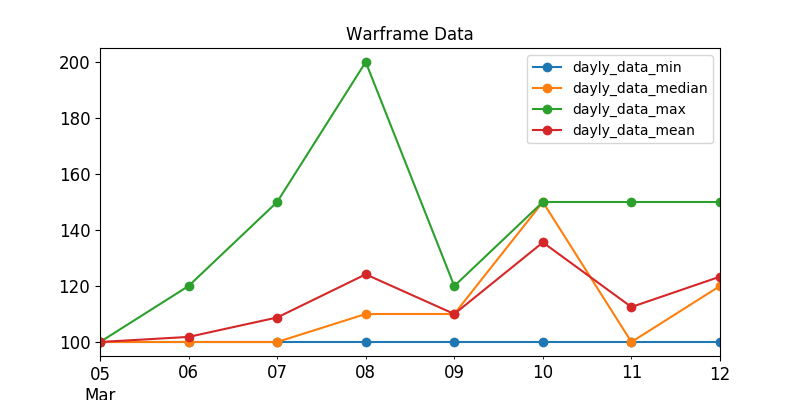 Warframe Data
200
180
160
140
120
100
dayly_data_min
dayly_data_median
dayly_data_max
dayly_data_mean
05 06 07 08 09 10 11 12
Mar